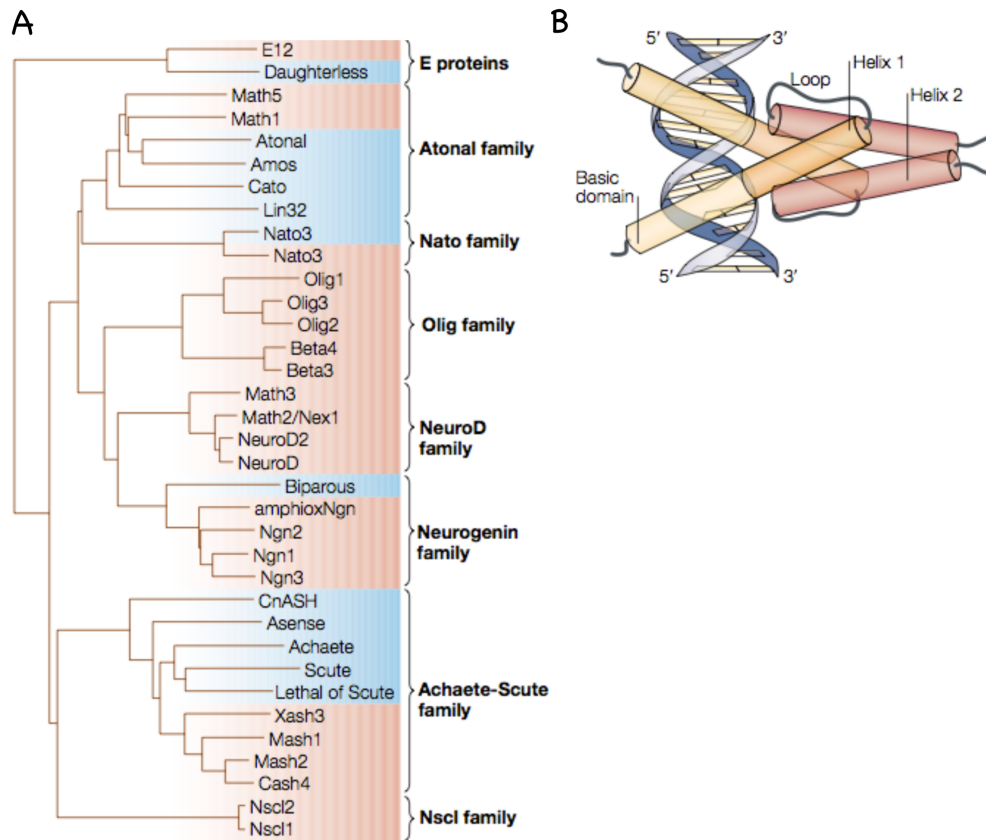 A
E12
Daughterless
E proteins
Math5
Math1
Atonal
Amos
Cato
Lin32
Atonal family
Nato3
Nato3
Nato family
Olig1
Olig3
Olig2
Beta4
Beta3
Olig family
Math3
Math2/Nex1
NeuroD2
NeuroD
NeuroD
family
Biparous
amphioxNgn
Ngn2
Ngn1
Ngn3
Neurogenin
family
CnASH
Asense
Achaete
Scute
Lethal of Scute
Xash3
Mash1
Mash2
Cash4
Achaete-Scute
family
Nscl2
Nscl1
Nscl family
B
5′
3′
Loop
Helix 1
Helix 2
Basic
domain
5′
3′